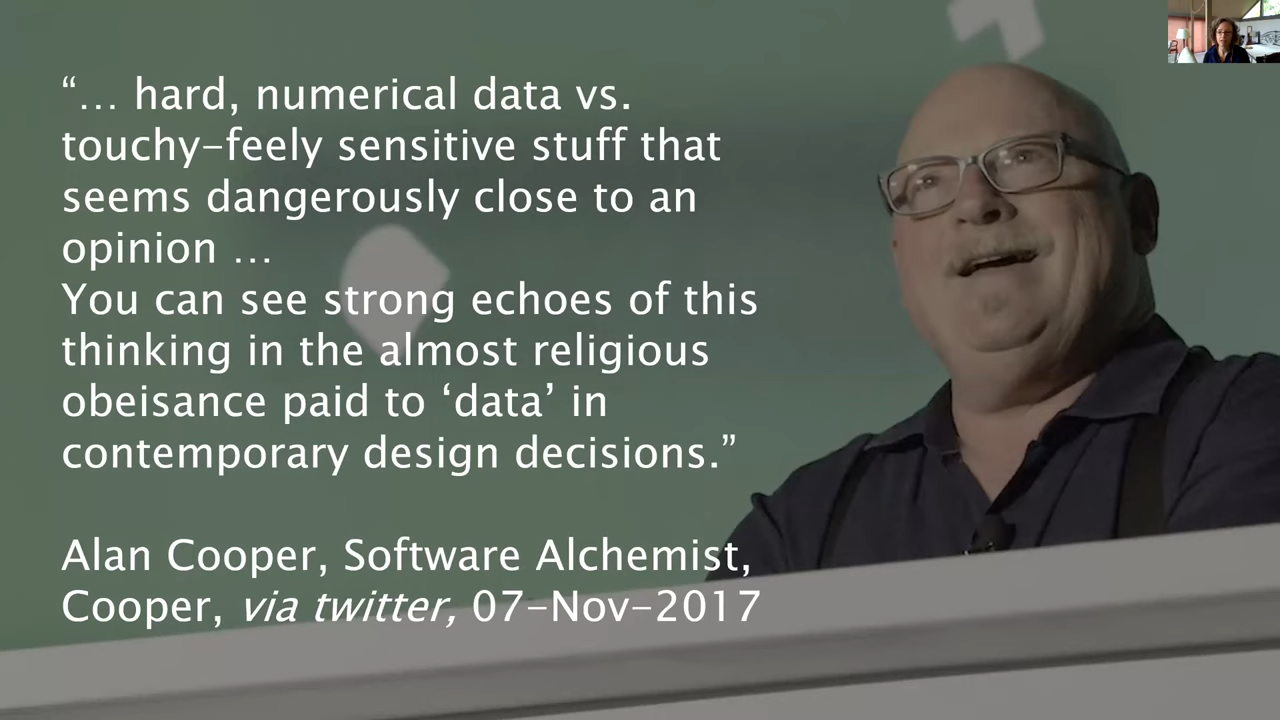 “… hard, numerical data vs.
touchy–feely sensitive stuff that
seems dangerously close to an
opinion …
You can see strong echoes of this
thinking in the almost religious
obeisance paid to ‘data’ in
contemporary design decisions.”
Alan Cooper, Software Alchemist,
Cooper, via twitter, 07–Nov–2017